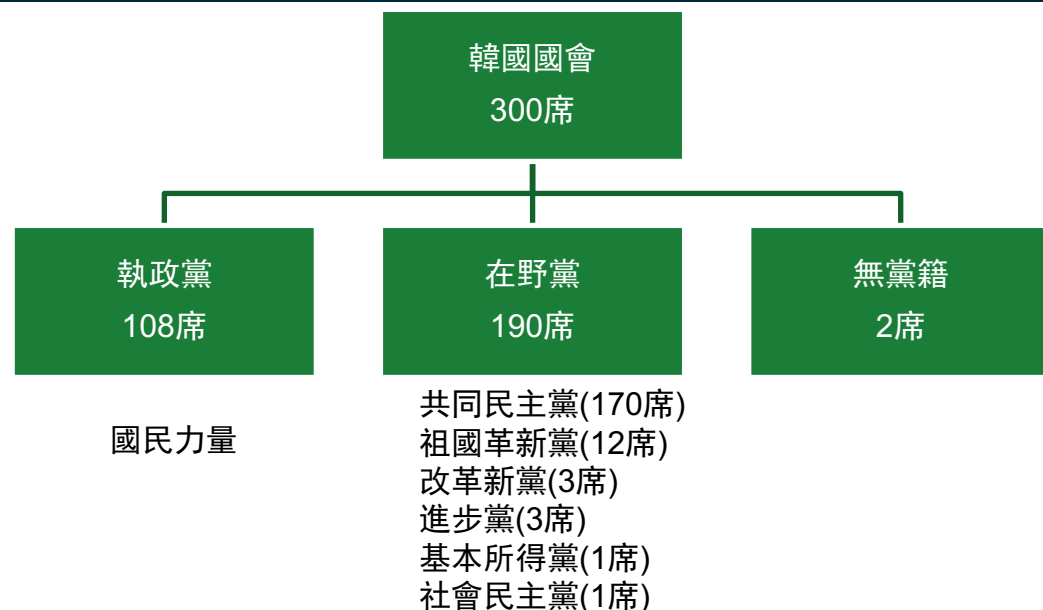 韓國國會
300席
執政黨
108席
在野黨
190席
無黨籍
2席
國民力量
共同民主黨(170席)
祖國革新黨(12席)
改革新黨(3席)
進步黨(3席)
基本所得黨(1席)
社會民主黨(1席)